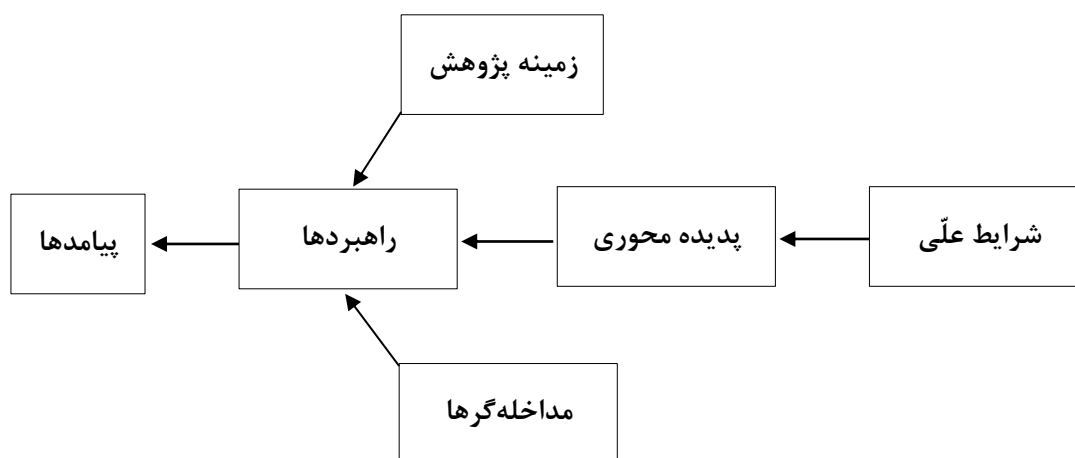 زمینه پژوهش
شرایط علّی
پدیده محوری
راهبردها
پیامدها
مداخله‌گرها